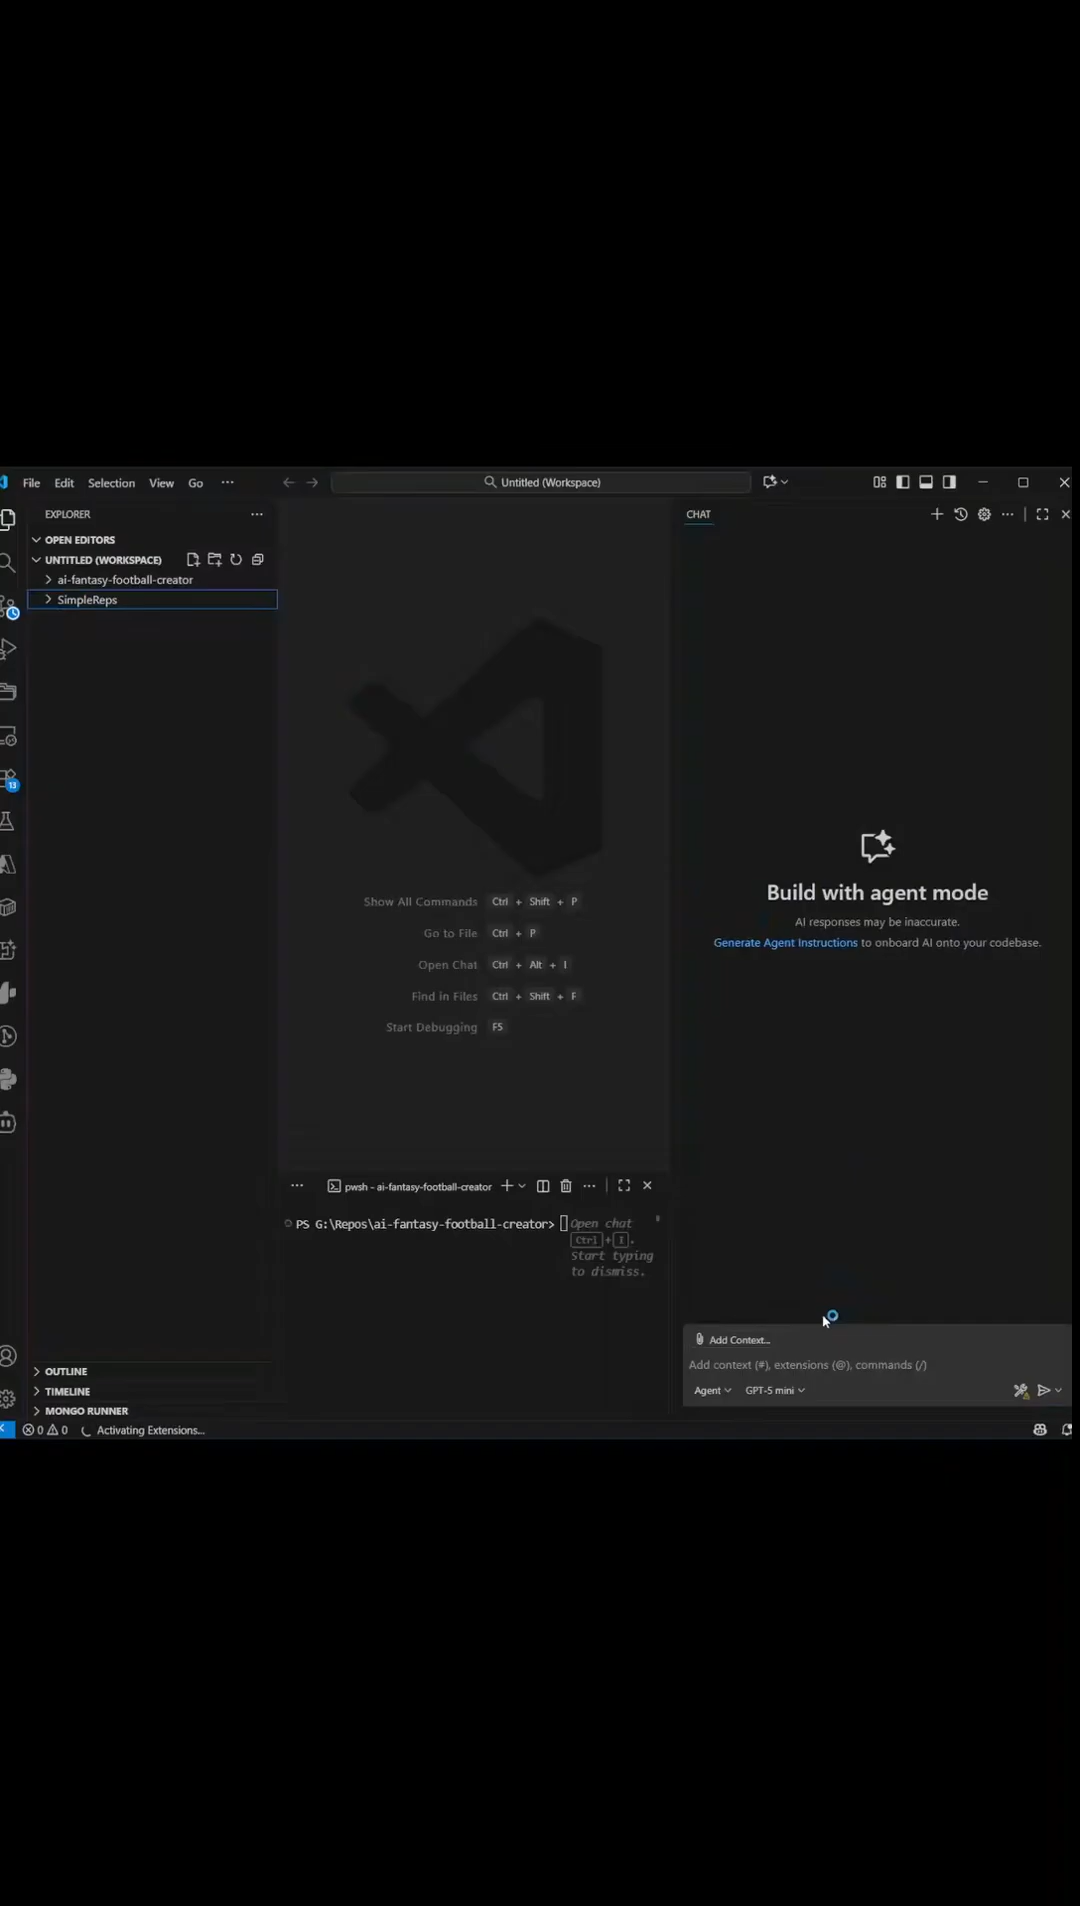 File Edit Selection View Go ··· Untitled (Workspace)
EXPLORER
OPEN EDITORS
UNTITLED (WORKSPACE)
ai-fantasy-football-creator
SimpleReps
13
Show All Commands Ctrl + Shift + P
Go to File Ctrl + P
Open Chat Ctrl + Alt + I
Find in Files Ctrl + Shift + F
Start Debugging F5
pwsh - ai-fantasy-football-creator
PS G:\Repos\ai-fantasy-football-creator> Open chat
Ctrl+I.
Start typing
to dismiss.
OUTLINE
TIMELINE
MONGO RUNNER
0 0 Activating Extensions...
CHAT
Build with agent mode
AI responses may be inaccurate.
Generate Agent Instructions to onboard AI onto your codebase.
Add Context...
Add context (#), extensions (@), commands (/)
Agent GPT-5 mini